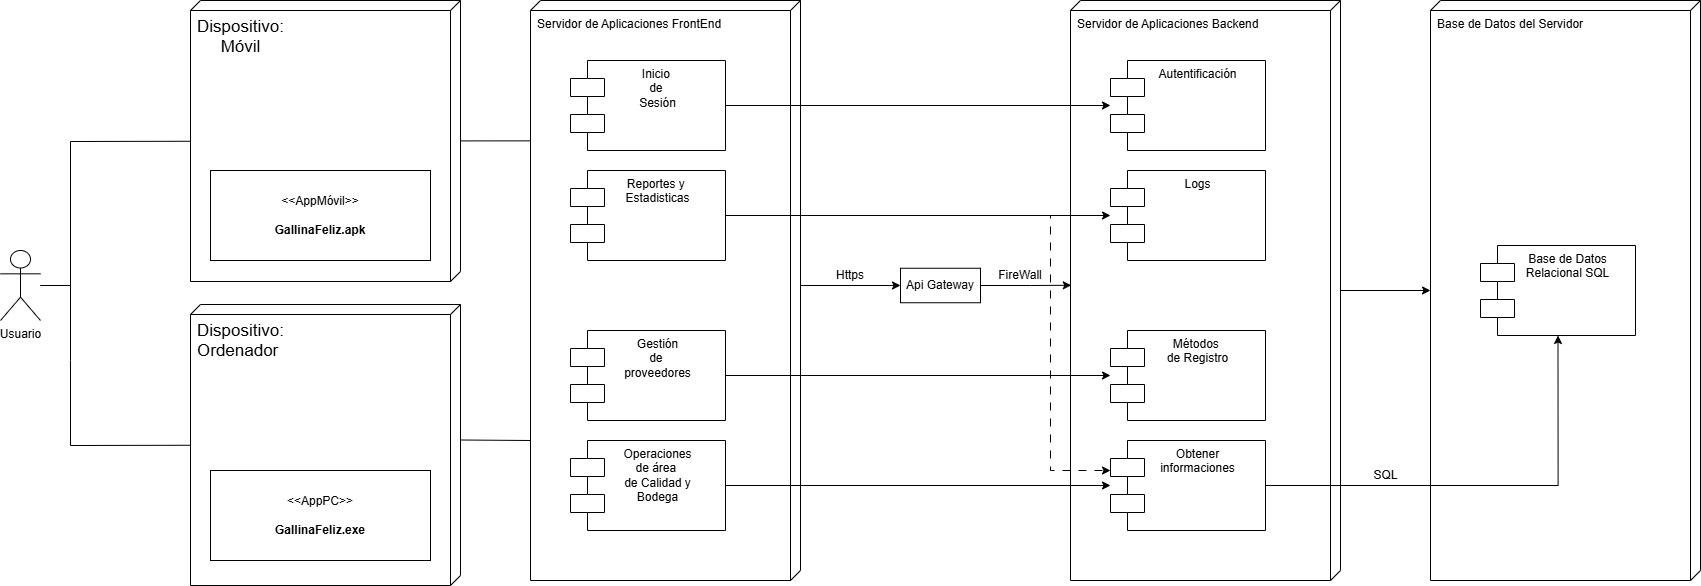 Usuario
Dispositivo:
Móvil
<<AppMóvil>>
GallinaFeliz.apk
Dispositivo:
Ordenador
<<AppPC>>
GallinaFeliz.exe
Servidor de Aplicaciones FrontEnd
Inicio
de
Sesión
Reportes y
Estadisticas
Gestión
de
proveedores
Operaciones
de área
de Calidad y
Bodega
Https
Api Gateway
FireWall
Servidor de Aplicaciones Backend
Autentificación
Logs
Métodos
de Registro
Obtener
informaciones
SQL
Base de Datos del Servidor
Base de Datos
Relacional SQL